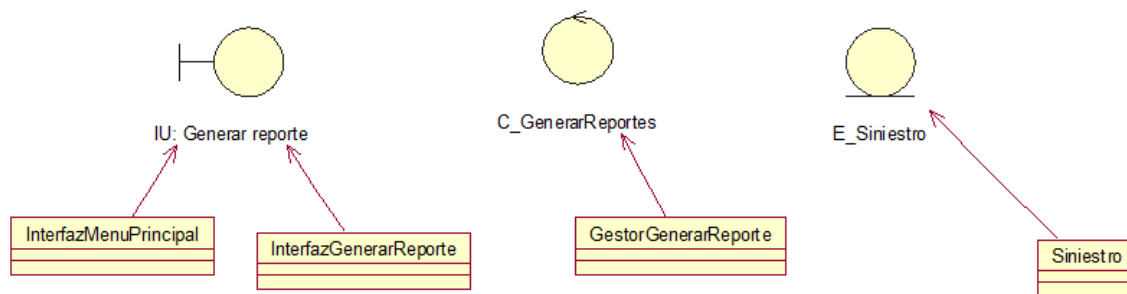 IU: Generar reporte
C_GenerarReportes
E_Siniestro
InterfazMenuPrincipal
InterfazGenerarReporte
GestorGenerarReporte
Siniestro